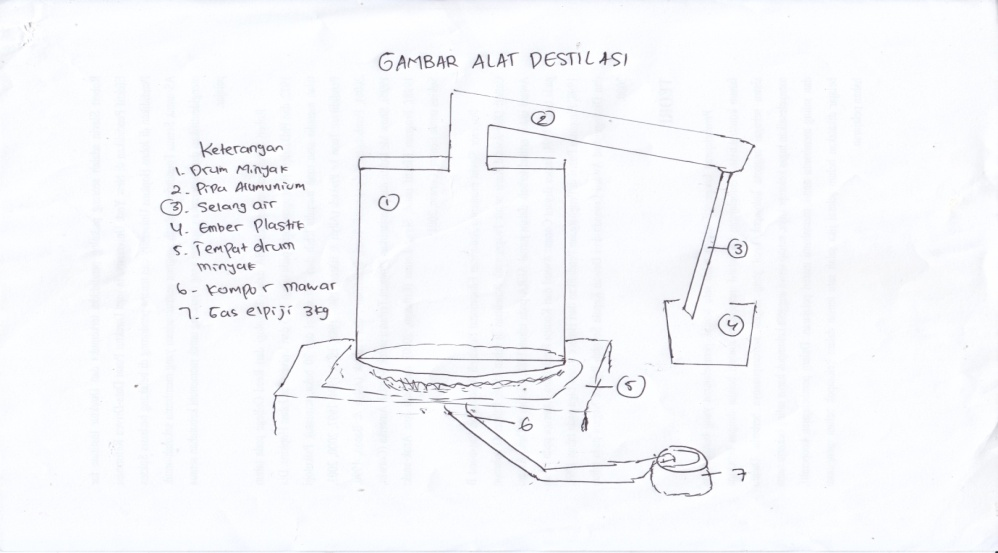 GAMBAR ALAT DESTILASI
Keterangan
1. Drum Minyak
2. Pipa Alumunium
3. Selang air
4. Ember Plastik
5. Tempat drum
minyak
6. Kompor mawar
7. Gas elpiji 3kg
2
1
3
4
5
6
7